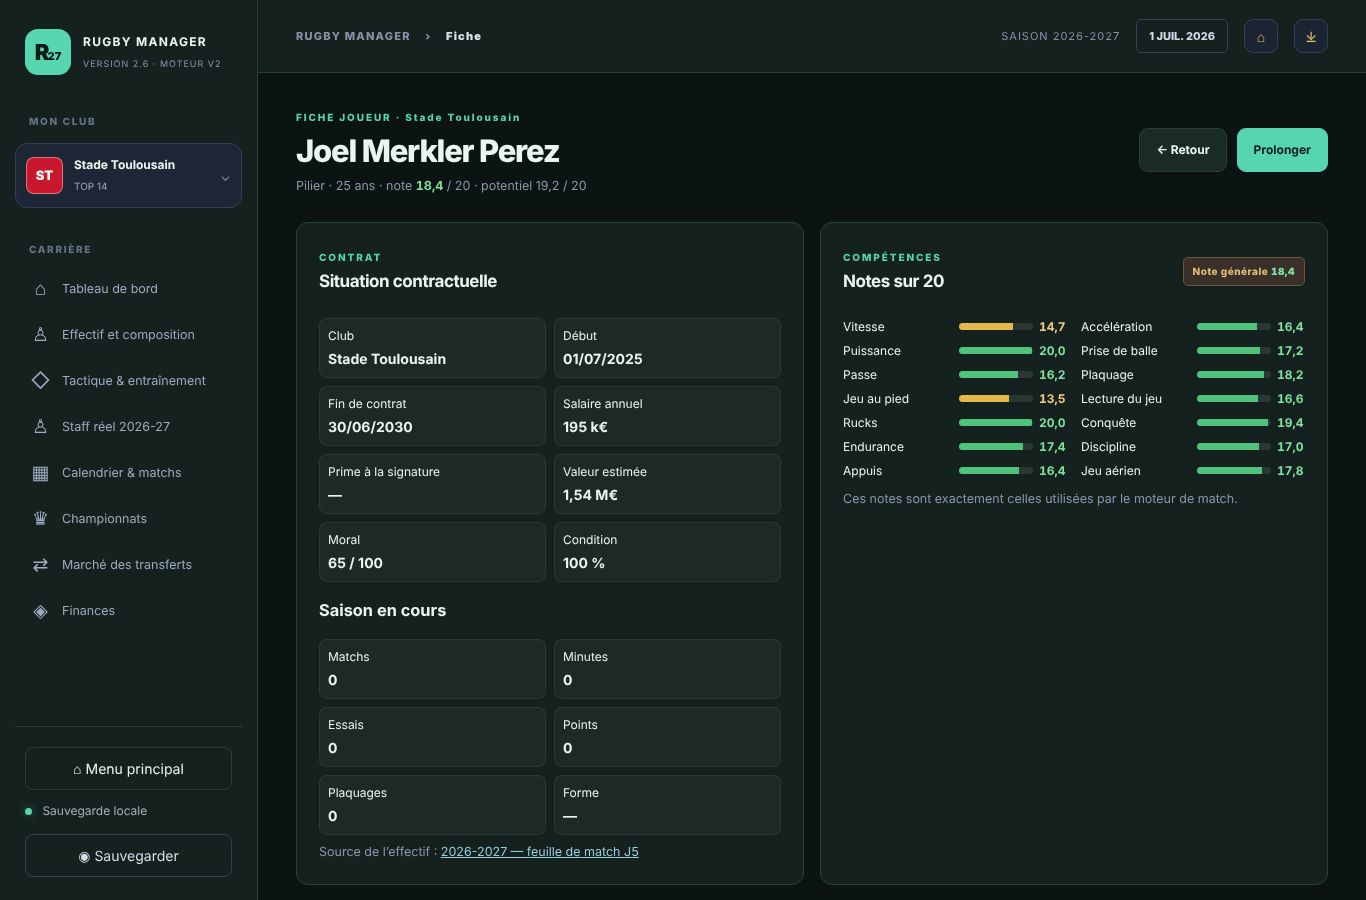 R27
RUGBY MANAGER
VERSION 2.6 · MOTEUR V2
MON CLUB
ST
Stade Toulousain
TOP 14
CARRIÈRE
Tableau de bord
Effectif et composition
Tactique & entraînement
Staff réel 2026-27
Calendrier & matchs
Championnats
Marché des transferts
Finances
Menu principal
Sauvegarde locale
Sauvegarder
RUGBY MANAGER › Fiche
SAISON 2026-2027
1 JUIL. 2026
FICHE JOUEUR · Stade Toulousain
Joel Merkler Perez
Pilier · 25 ans · note 18,4 / 20 · potentiel 19,2 / 20
← Retour
Prolonger
CONTRAT
Situation contractuelle
Club
Stade Toulousain
Début
01/07/2025
Fin de contrat
30/06/2030
Salaire annuel
195 k€
Prime à la signature
—
Valeur estimée
1,54 M€
Moral
65 / 100
Condition
100 %
Saison en cours
Matchs
0
Minutes
0
Essais
0
Points
0
Plaquages
0
Forme
—
Source de l'effectif : 2026-2027 — feuille de match J5
COMPÉTENCES
Notes sur 20
Note générale 18,4
Vitesse 14,7 Accélération 16,4
Puissance 20,0 Prise de balle 17,2
Passe 16,2 Plaquage 18,2
Jeu au pied 13,5 Lecture du jeu 16,6
Rucks 20,0 Conquête 19,4
Endurance 17,4 Discipline 17,0
Appuis 16,4 Jeu aérien 17,8
Ces notes sont exactement celles utilisées par le moteur de match.